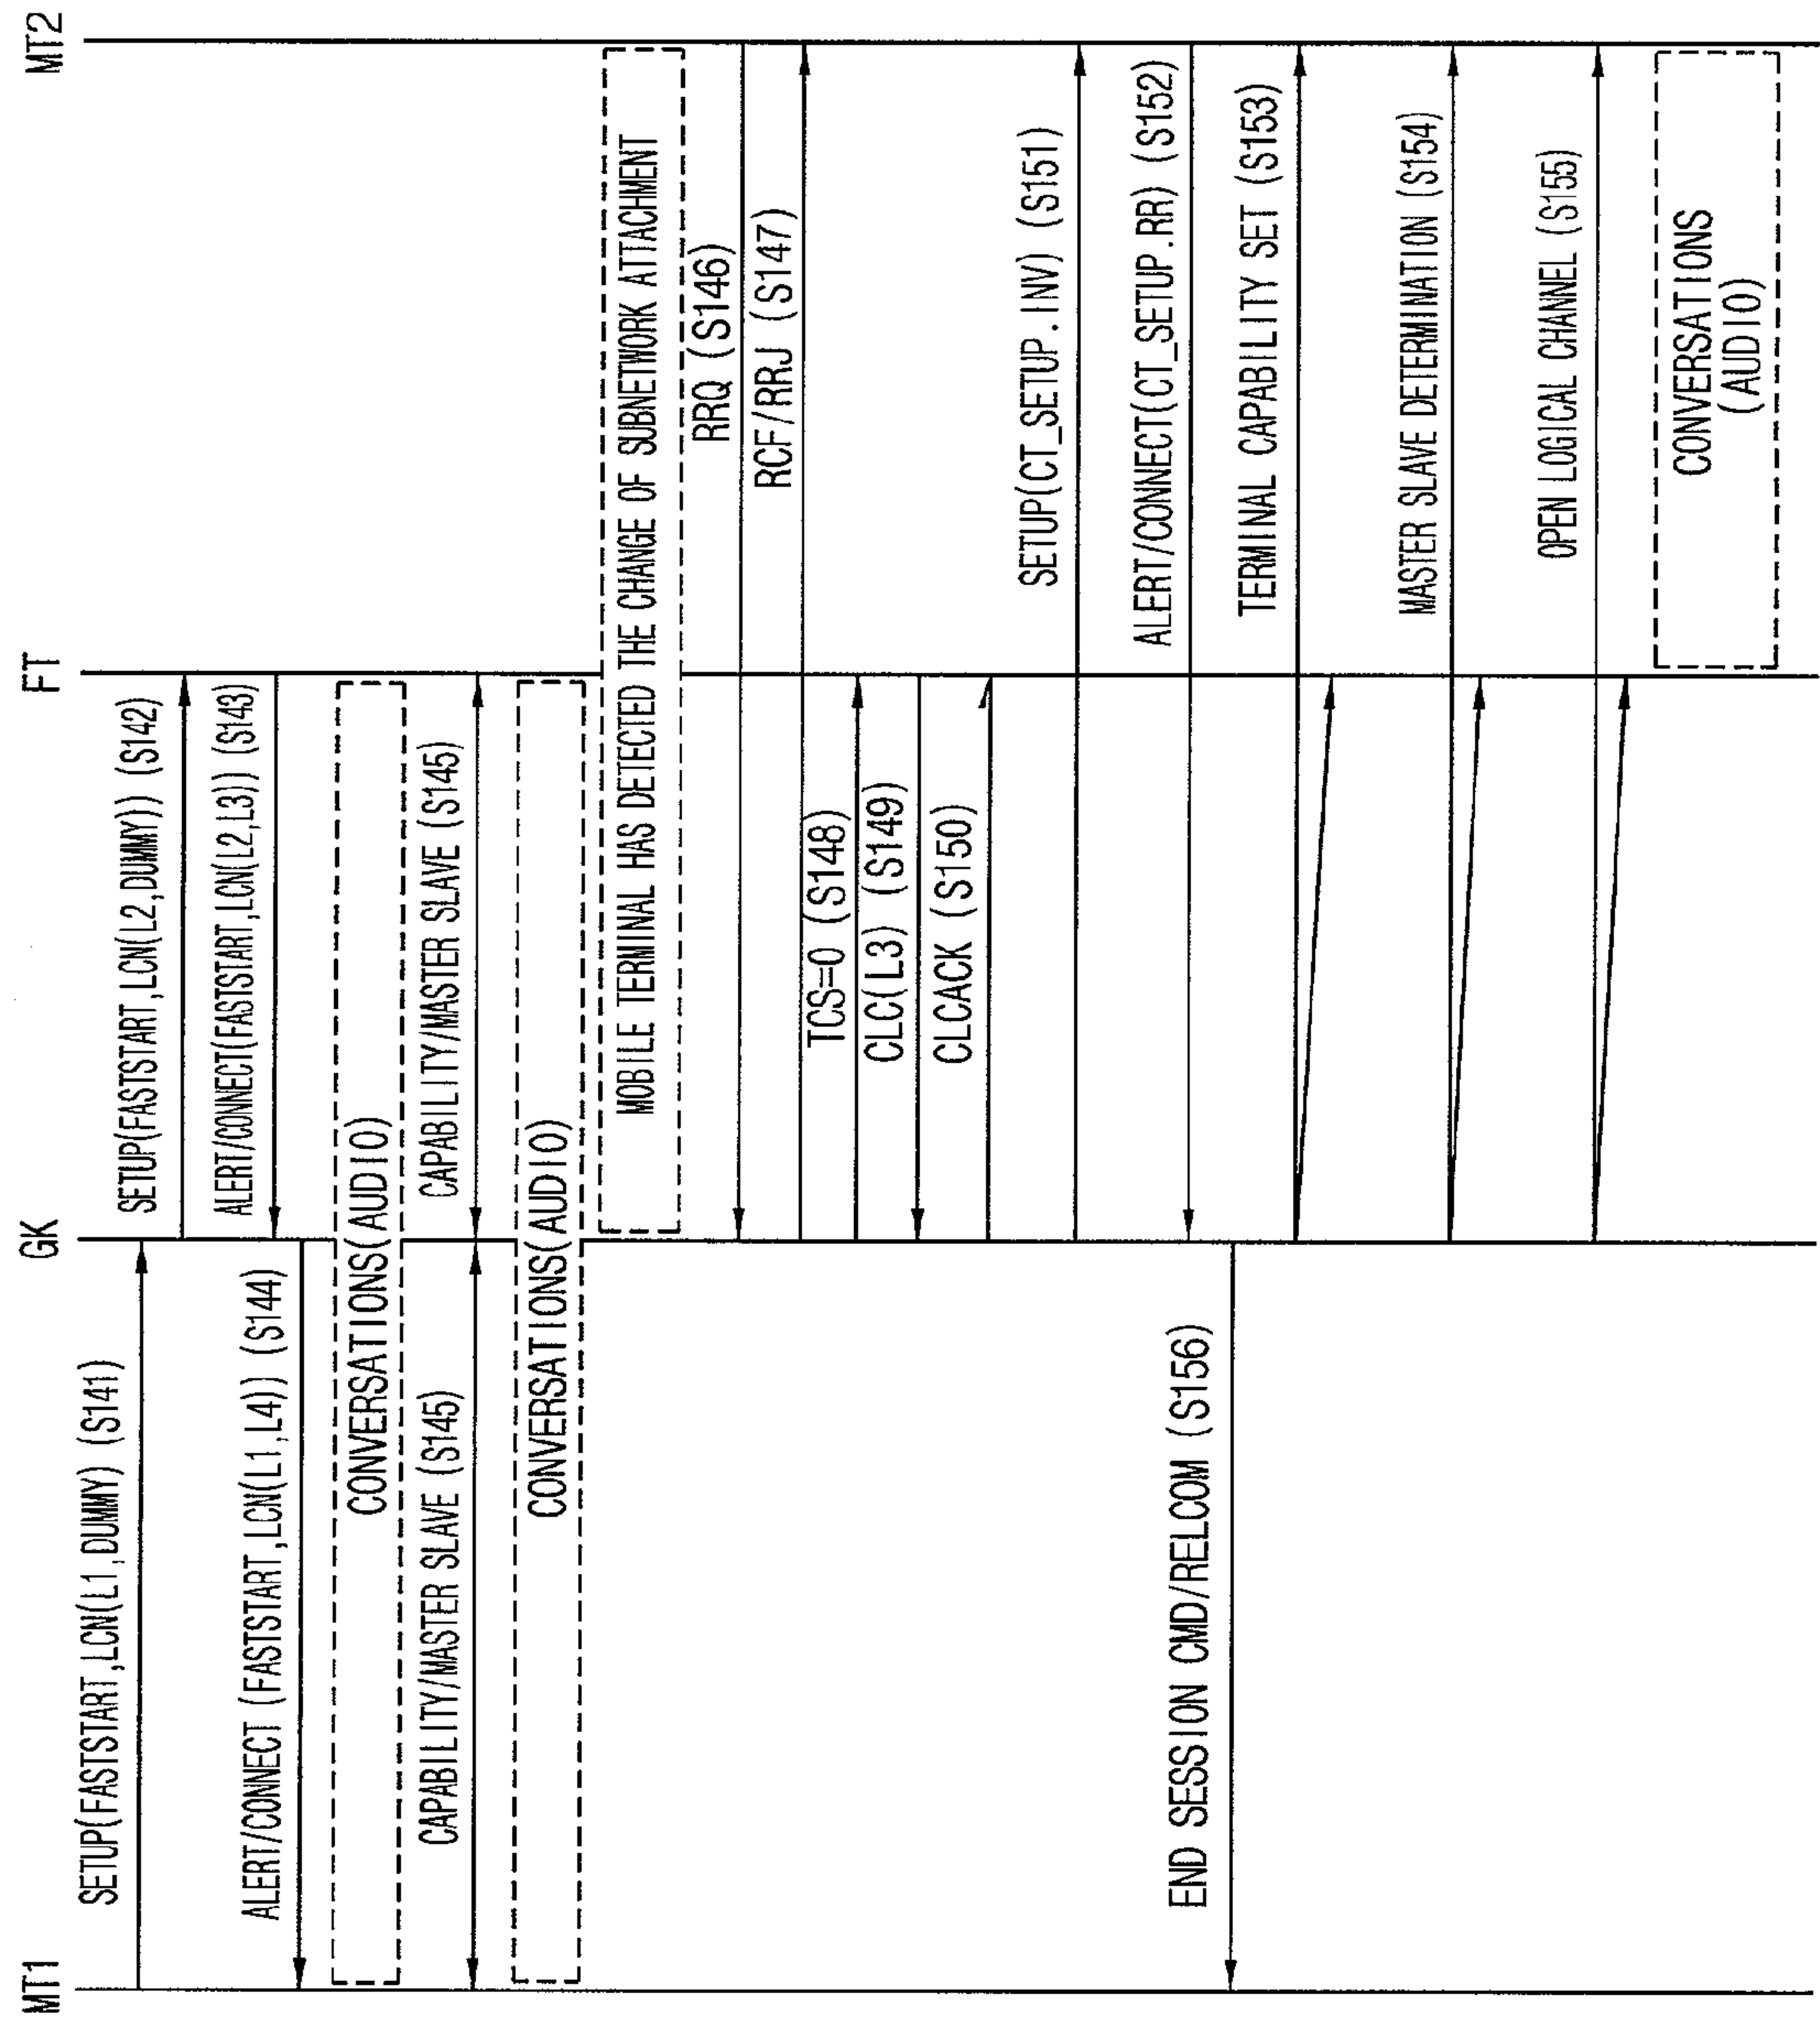 MT1
GK
FT
MT2
SETUP(FASTSTART,LCN(L1,DUMMY) (S141)
SETUP(FASTSTART,LCN(L2,DUMMY)) (S142)
ALERT/CONNECT(FASTSTART,LCN(L2,L3)) (S143)
ALERT/CONNECT (FASTSTART,LCN(L1,L4)) (S144)
CONVERSATIONS(AUDIO)
CAPABILITY/MASTER SLAVE (S145)
CAPABILITY/MASTER SLAVE (S145)
CONVERSATIONS(AUDIO)
MOBILE TERMINAL HAS DETECTED THE CHANGE OF SUBNETWORK ATTACHMENT
RRQ (S146)
RCF/RRJ (S147)
TCS=0 (S148)
CLC(L3) (S149)
CLCACK (S150)
SETUP(CT_SETUP.INV) (S151)
ALERT/CONNECT(CT_SETUP.RR) (S152)
END SESSION CMD/RELCOM (S156)
TERMINAL CAPABILITY SET (S153)
MASTER SLAVE DETERMINATION (S154)
OPEN LOGICAL CHANNEL (S155)
CONVERSATIONS
(AUDIO)